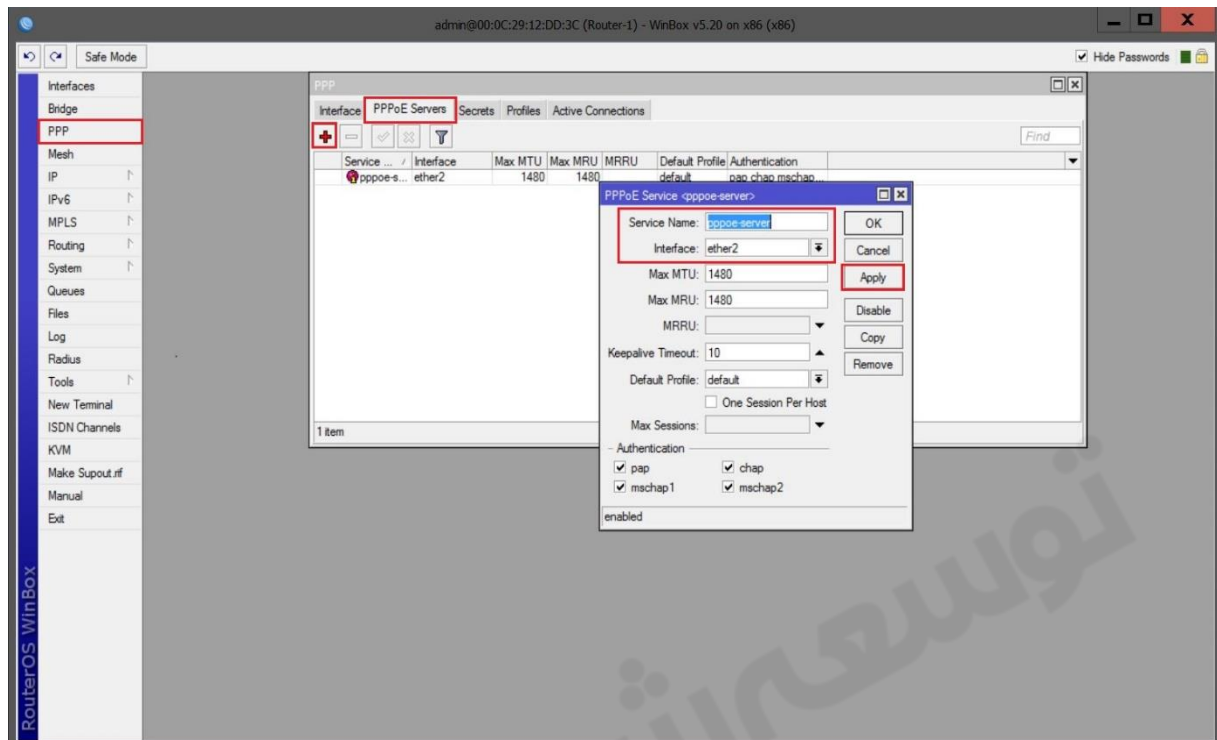 admin@00:0C:29:12:DD:3C (Router-1) - WinBox v5.20 on x86 (x86)
Safe Mode
Hide Passwords
Interfaces
Bridge
PPP
Mesh
IP
IPv6
MPLS
Routing
System
Queues
Files
Log
Radius
Tools
New Terminal
ISDN Channels
KVM
Make Supout.rif
Manual
Exit
RouterOS WinBox
PPP
Interface PPPoE Servers Secrets Profiles Active Connections
Find
Service ... / Interface Max MTU Max MRU MRRU Default Profile Authentication
pppoe-s... ether2 1480 1480 default pap chap mschap...
1 item
PPPoE Service <pppoe-server>
Service Name: pppoe-server
Interface: ether2
Max MTU: 1480
Max MRU: 1480
MRRU:
Keepalive Timeout: 10
Default Profile: default
One Session Per Host
Max Sessions:
Authentication
pap chap
mschap1 mschap2
enabled
OK
Cancel
Apply
Disable
Copy
Remove
توسعه